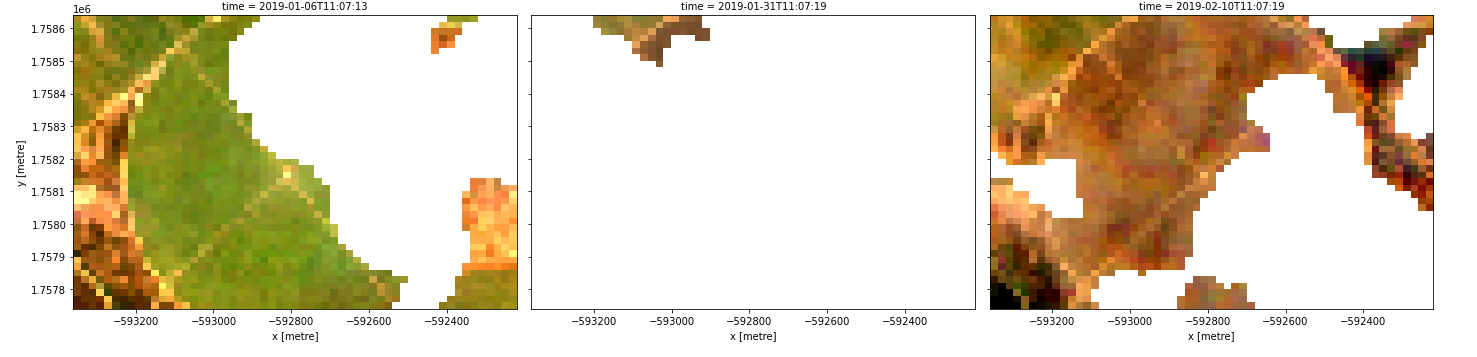 time = 2019-01-06T11:07:13
time = 2019-01-31T11:07:19
time = 2019-02-10T11:07:19
1e6
1.7586
1.7585
1.7584
1.7583
1.7582
1.7581
1.7580
1.7579
1.7578
y [metre]
−593200 −593000 −592800 −592600 −592400
−593200 −593000 −592800 −592600 −592400
−593200 −593000 −592800 −592600 −592400
x [metre]
x [metre]
x [metre]